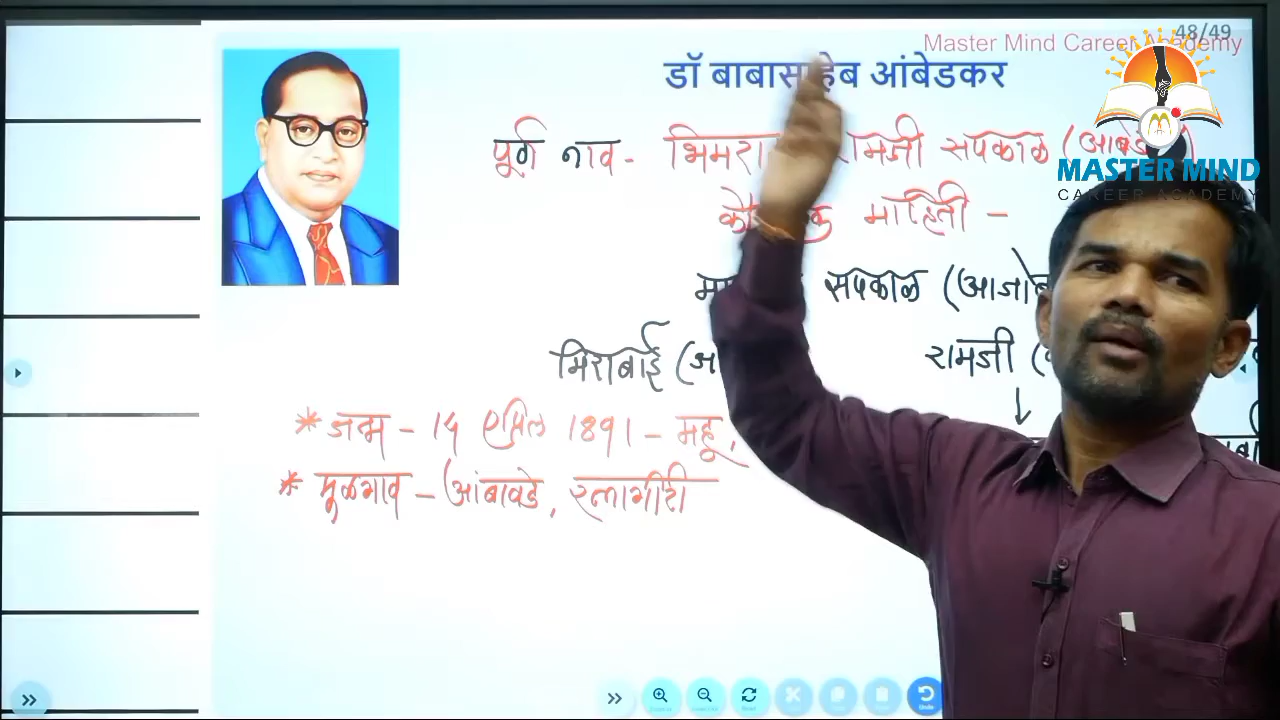 48/49
Master Mind Career Academy
डॉ बाबासाहेब आंबेडकर
पूर्ण नाव - भिमरा रामजी सपकाळ
MASTER MIND
CAREER ACADEMY
माहिती -
सपकाळ (आजोब
मिराबाई (
रामजी (
* जन्म - 14 एप्रिल 1891 - महू,
* मूळगाव - आंबावडे, रत्नागीरी
Undo